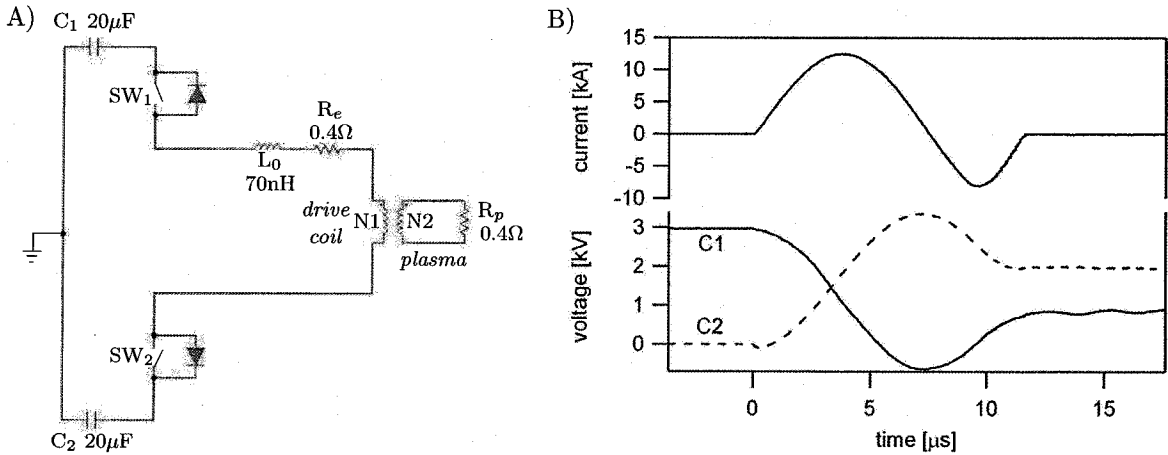 A)
C1 20μF
SW1
Re
0.4Ω
L0
70nH
drive
coil
N1
N2
Rp
0.4Ω
plasma
SW2
C2 20μF
B)
current [kA]
15
10
5
0
-5
-10
voltage [kV]
3
2
1
0
C1
C2
0
5
10
15
time [μs]